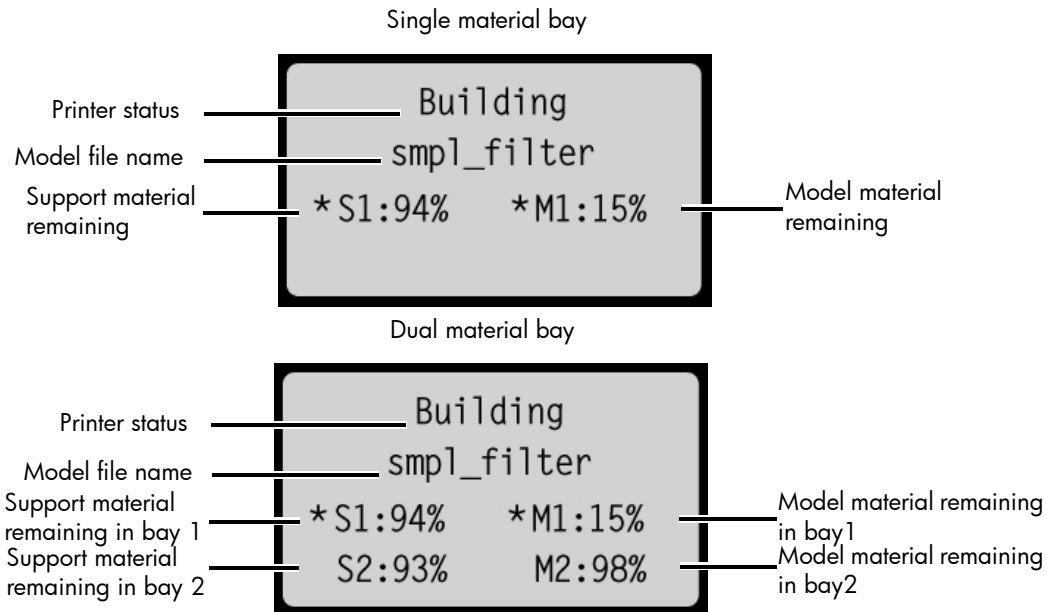 Single material bay
Printer status
Building
Model file name
smpl_filter
Support material
remaining
*S1:94% *M1:15%
Model material
remaining
Dual material bay
Printer status
Building
Model file name
smpl_filter
Support material
remaining in bay 1
*S1:94% *M1:15%
Model material remaining
in bay1
Support material
remaining in bay 2
S2:93% M2:98%
Model material remaining
in bay2